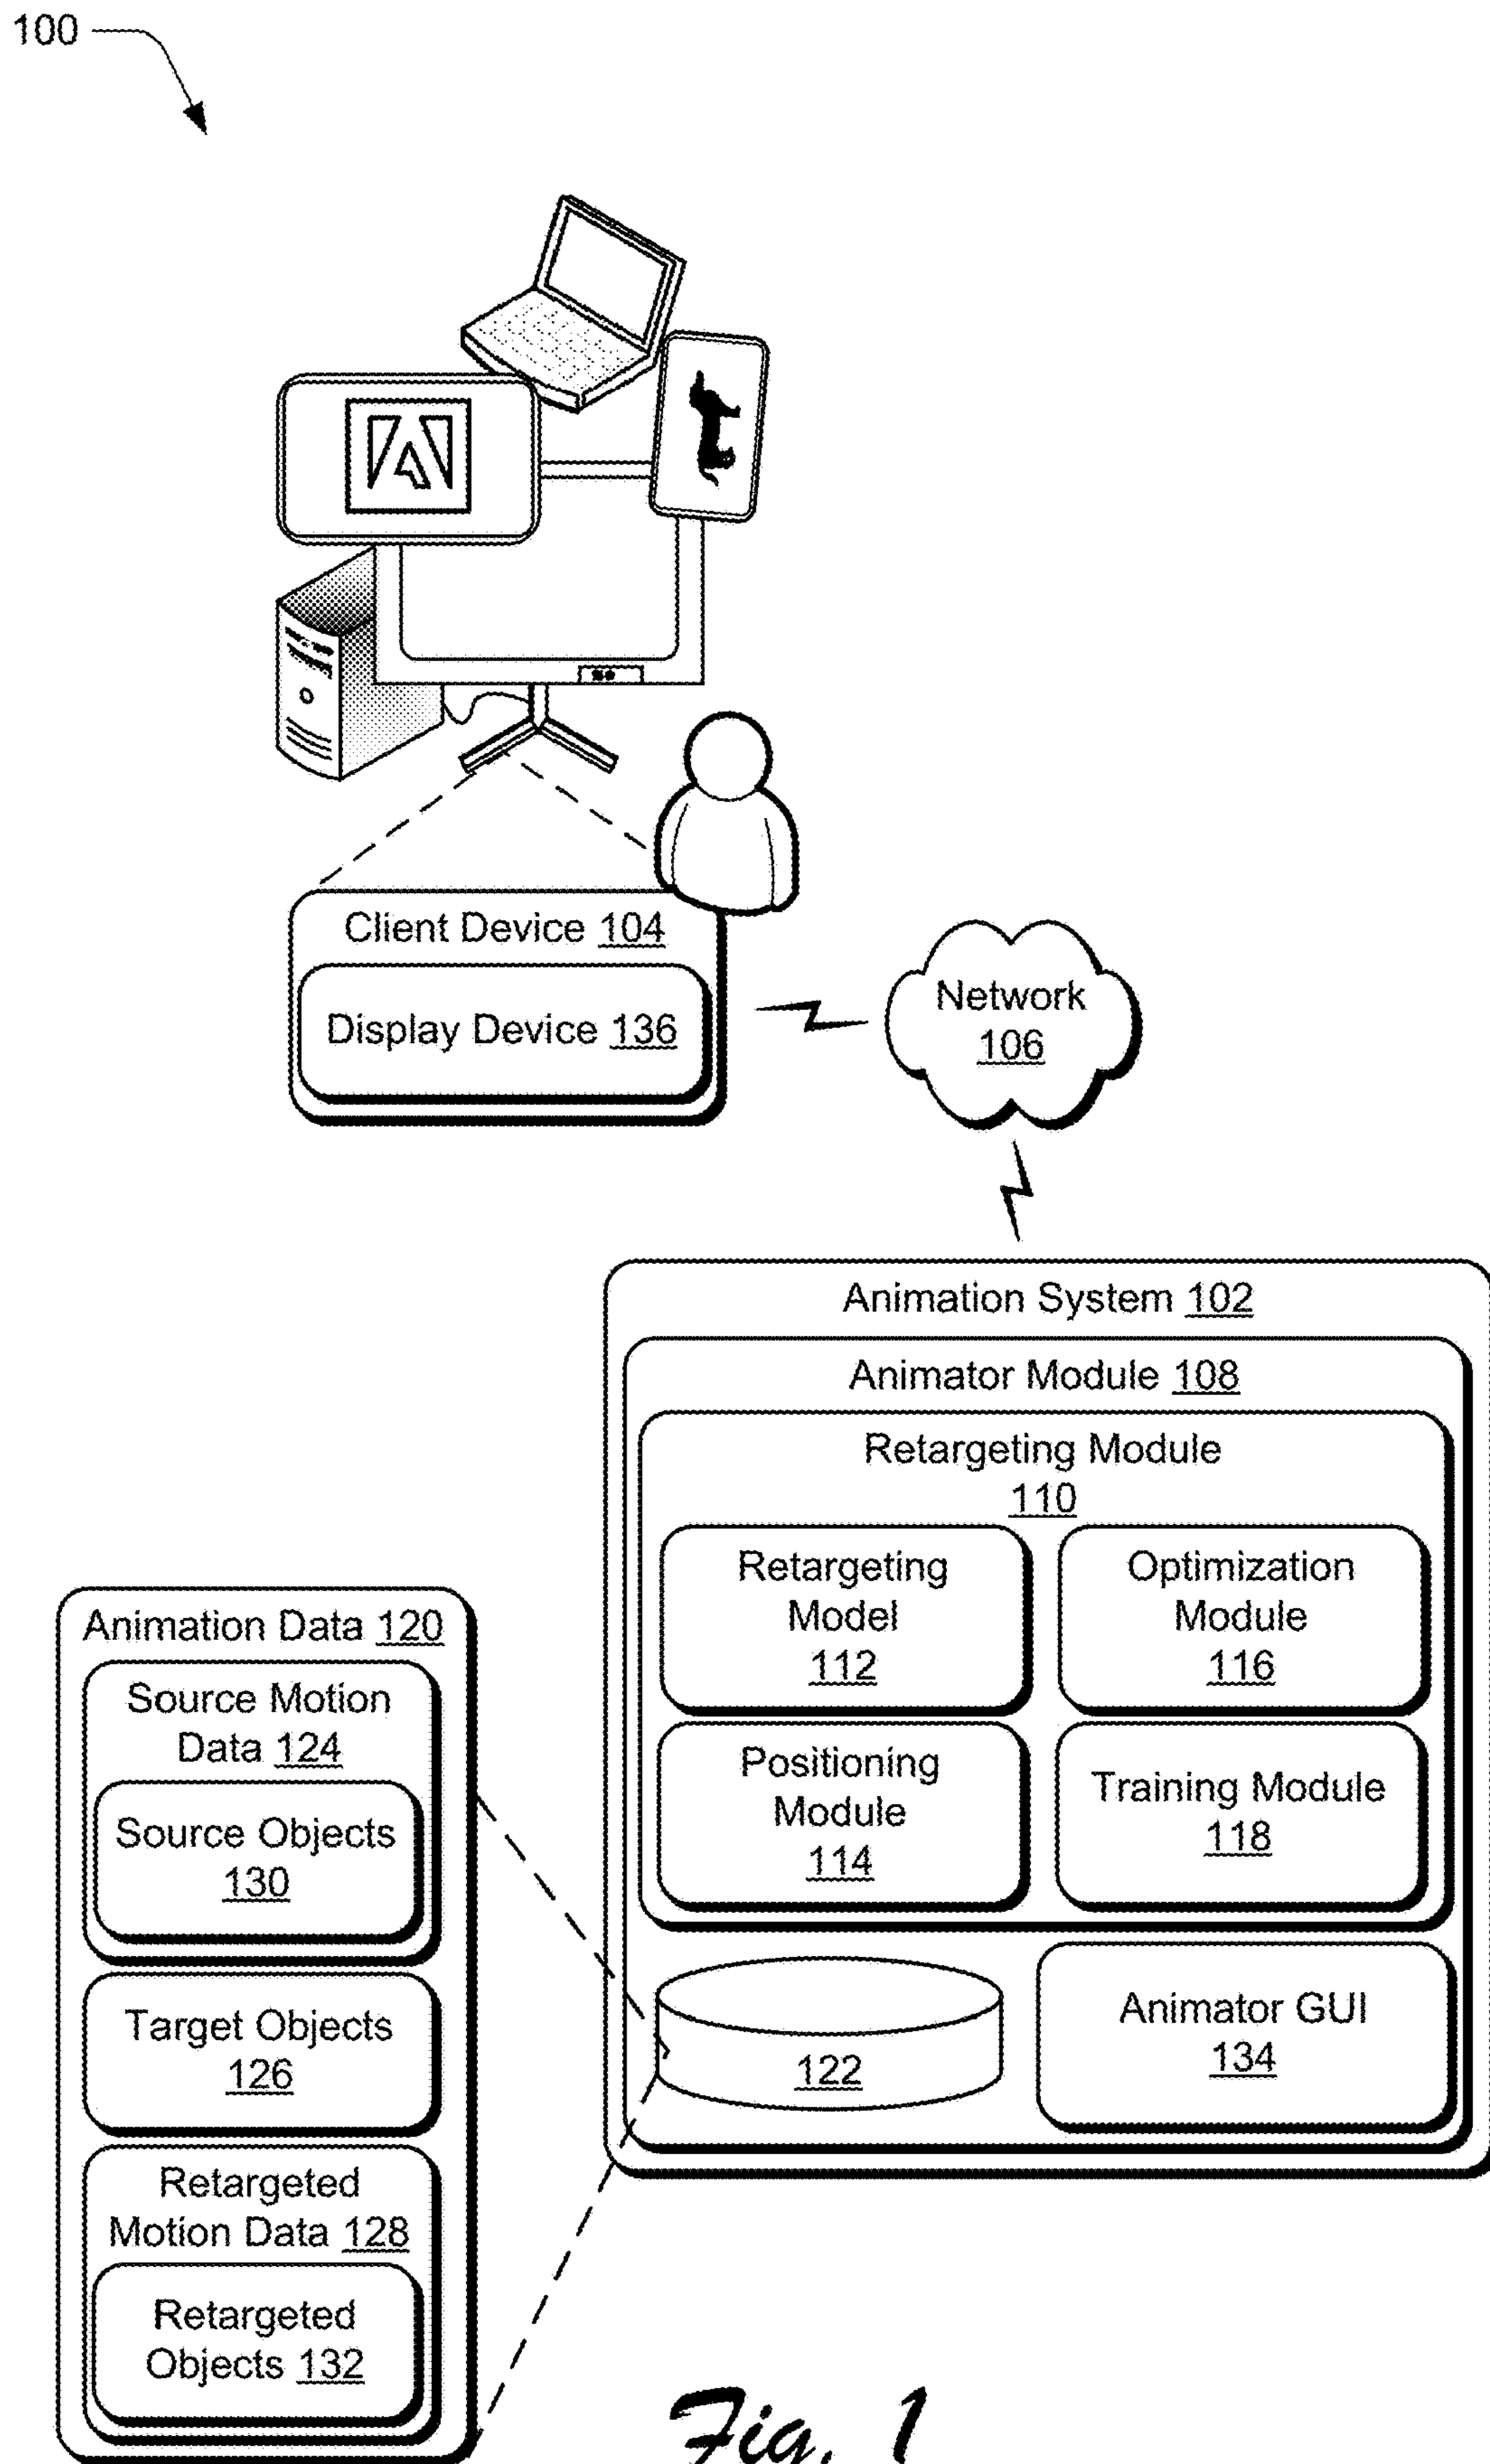 100
Client Device 104
Display Device 136
Network
106
Animation System 102
Animator Module 108
Retargeting Module
110
Retargeting
Model
112
Optimization
Module
116
Positioning
Module
114
Training Module
118
122
Animator GUI
134
Animation Data 120
Source Motion
Data 124
Source Objects
130
Target Objects
126
Retargeted
Motion Data 128
Retargeted
Objects 132
Fig. 1